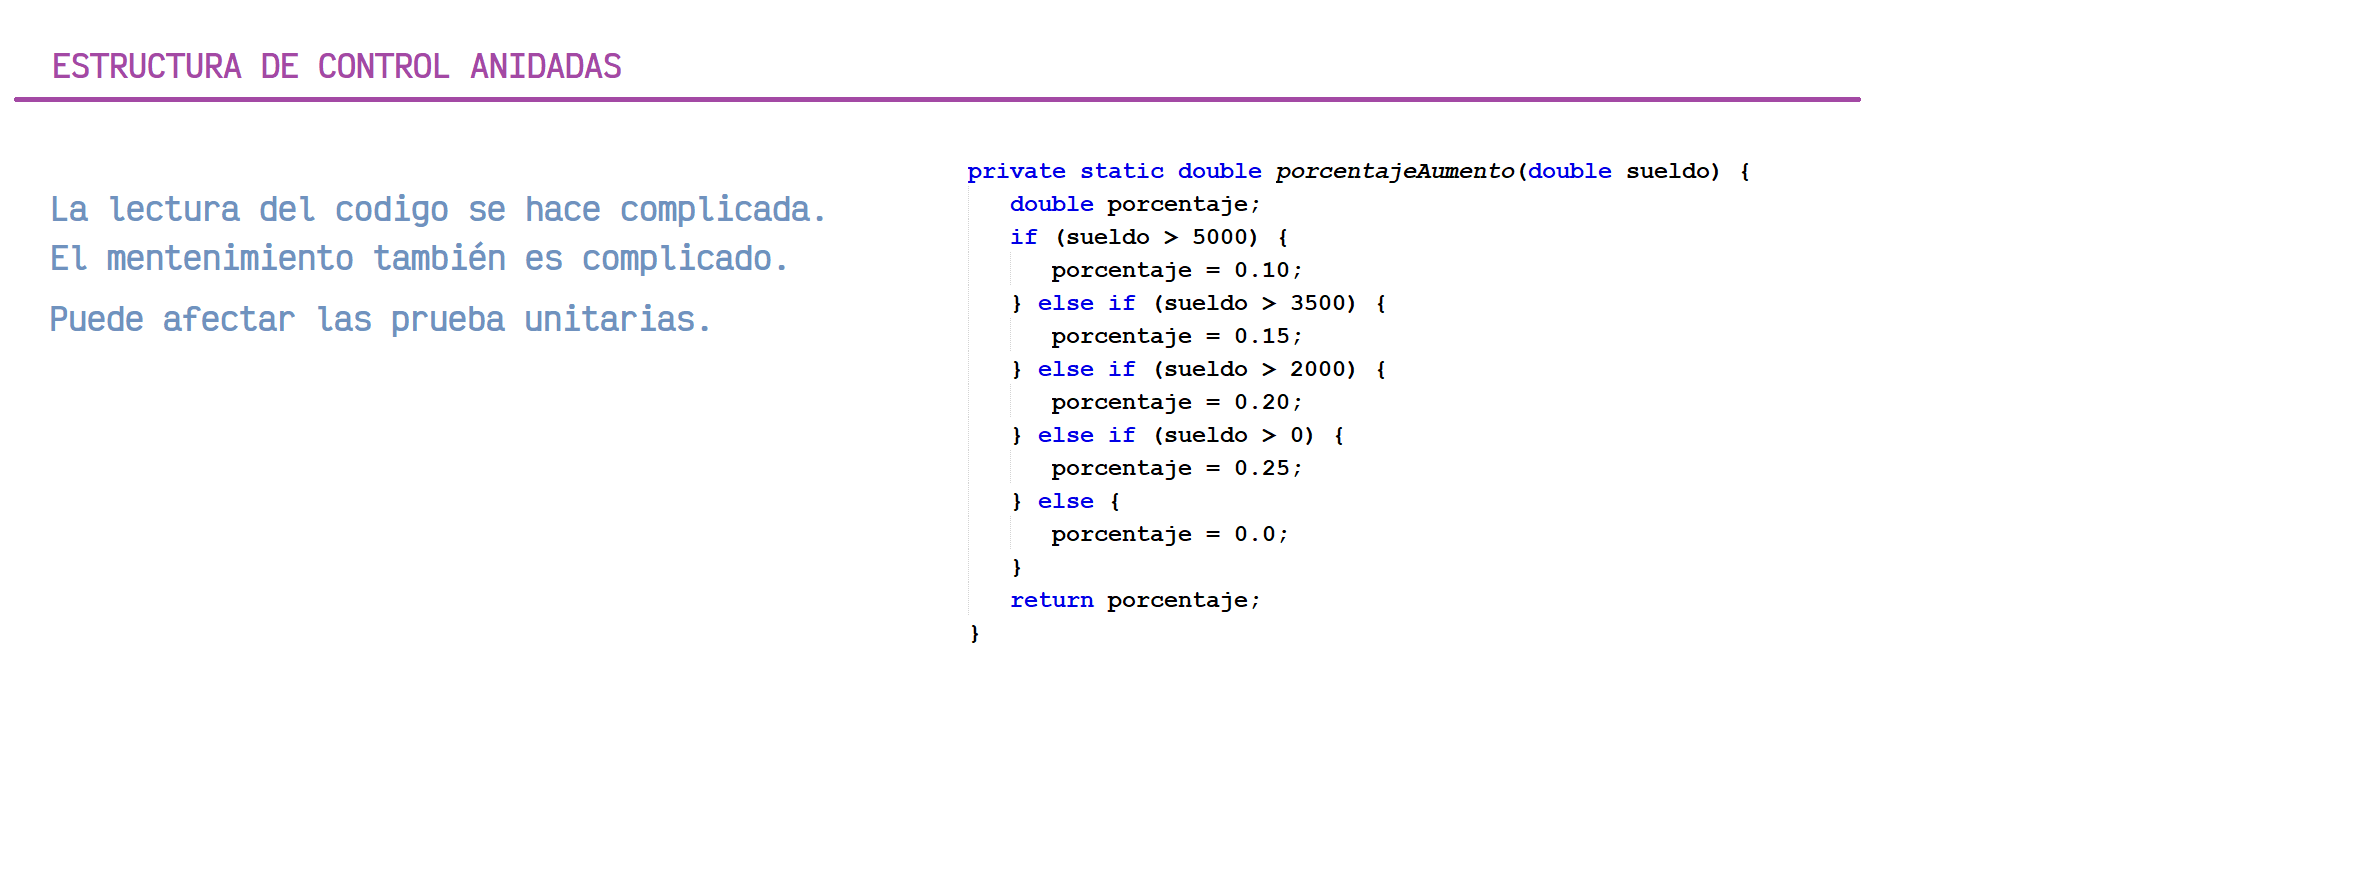 ESTRUCTURA DE CONTROL ANIDADAS
La lectura del codigo se hace complicada.
El mentenimiento también es complicado.
Puede afectar las prueba unitarias.
private static double porcentajeAumento(double sueldo) {
   double porcentaje;
   if (sueldo > 5000) {
      porcentaje = 0.10;
   } else if (sueldo > 3500) {
      porcentaje = 0.15;
   } else if (sueldo > 2000) {
      porcentaje = 0.20;
   } else if (sueldo > 0) {
      porcentaje = 0.25;
   } else {
      porcentaje = 0.0;
   }
   return porcentaje;
}